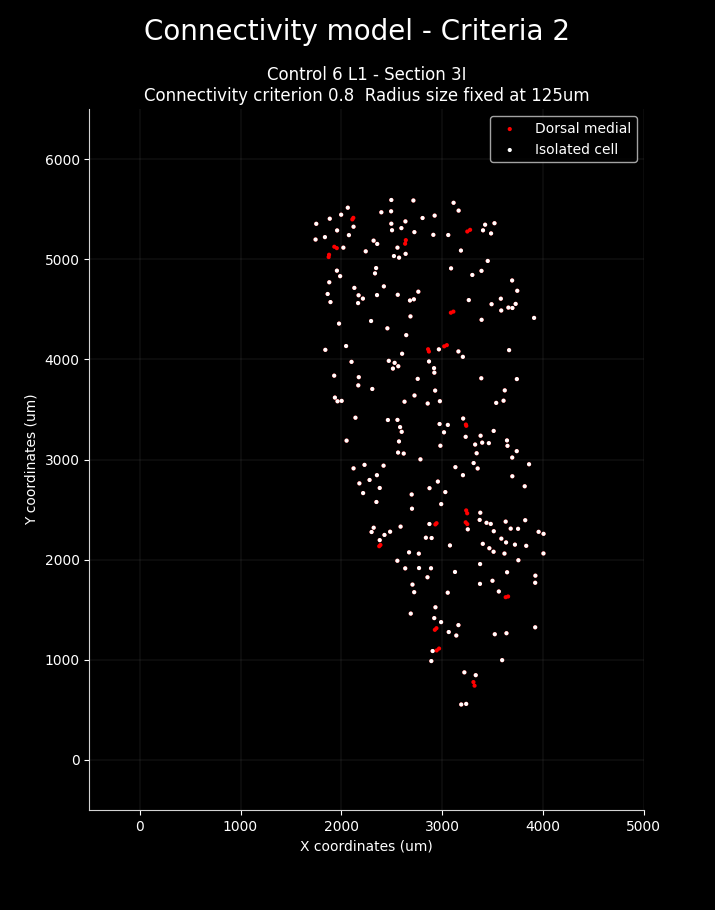 Connectivity model - Criteria 2
Control 6 L1 - Section 3I
Connectivity criterion 0.8  Radius size fixed at 125um
Dorsal medial
Isolated cell
Y coordinates (um)
6000
5000
4000
3000
2000
1000
0
0 1000 2000 3000 4000 5000
X coordinates (um)